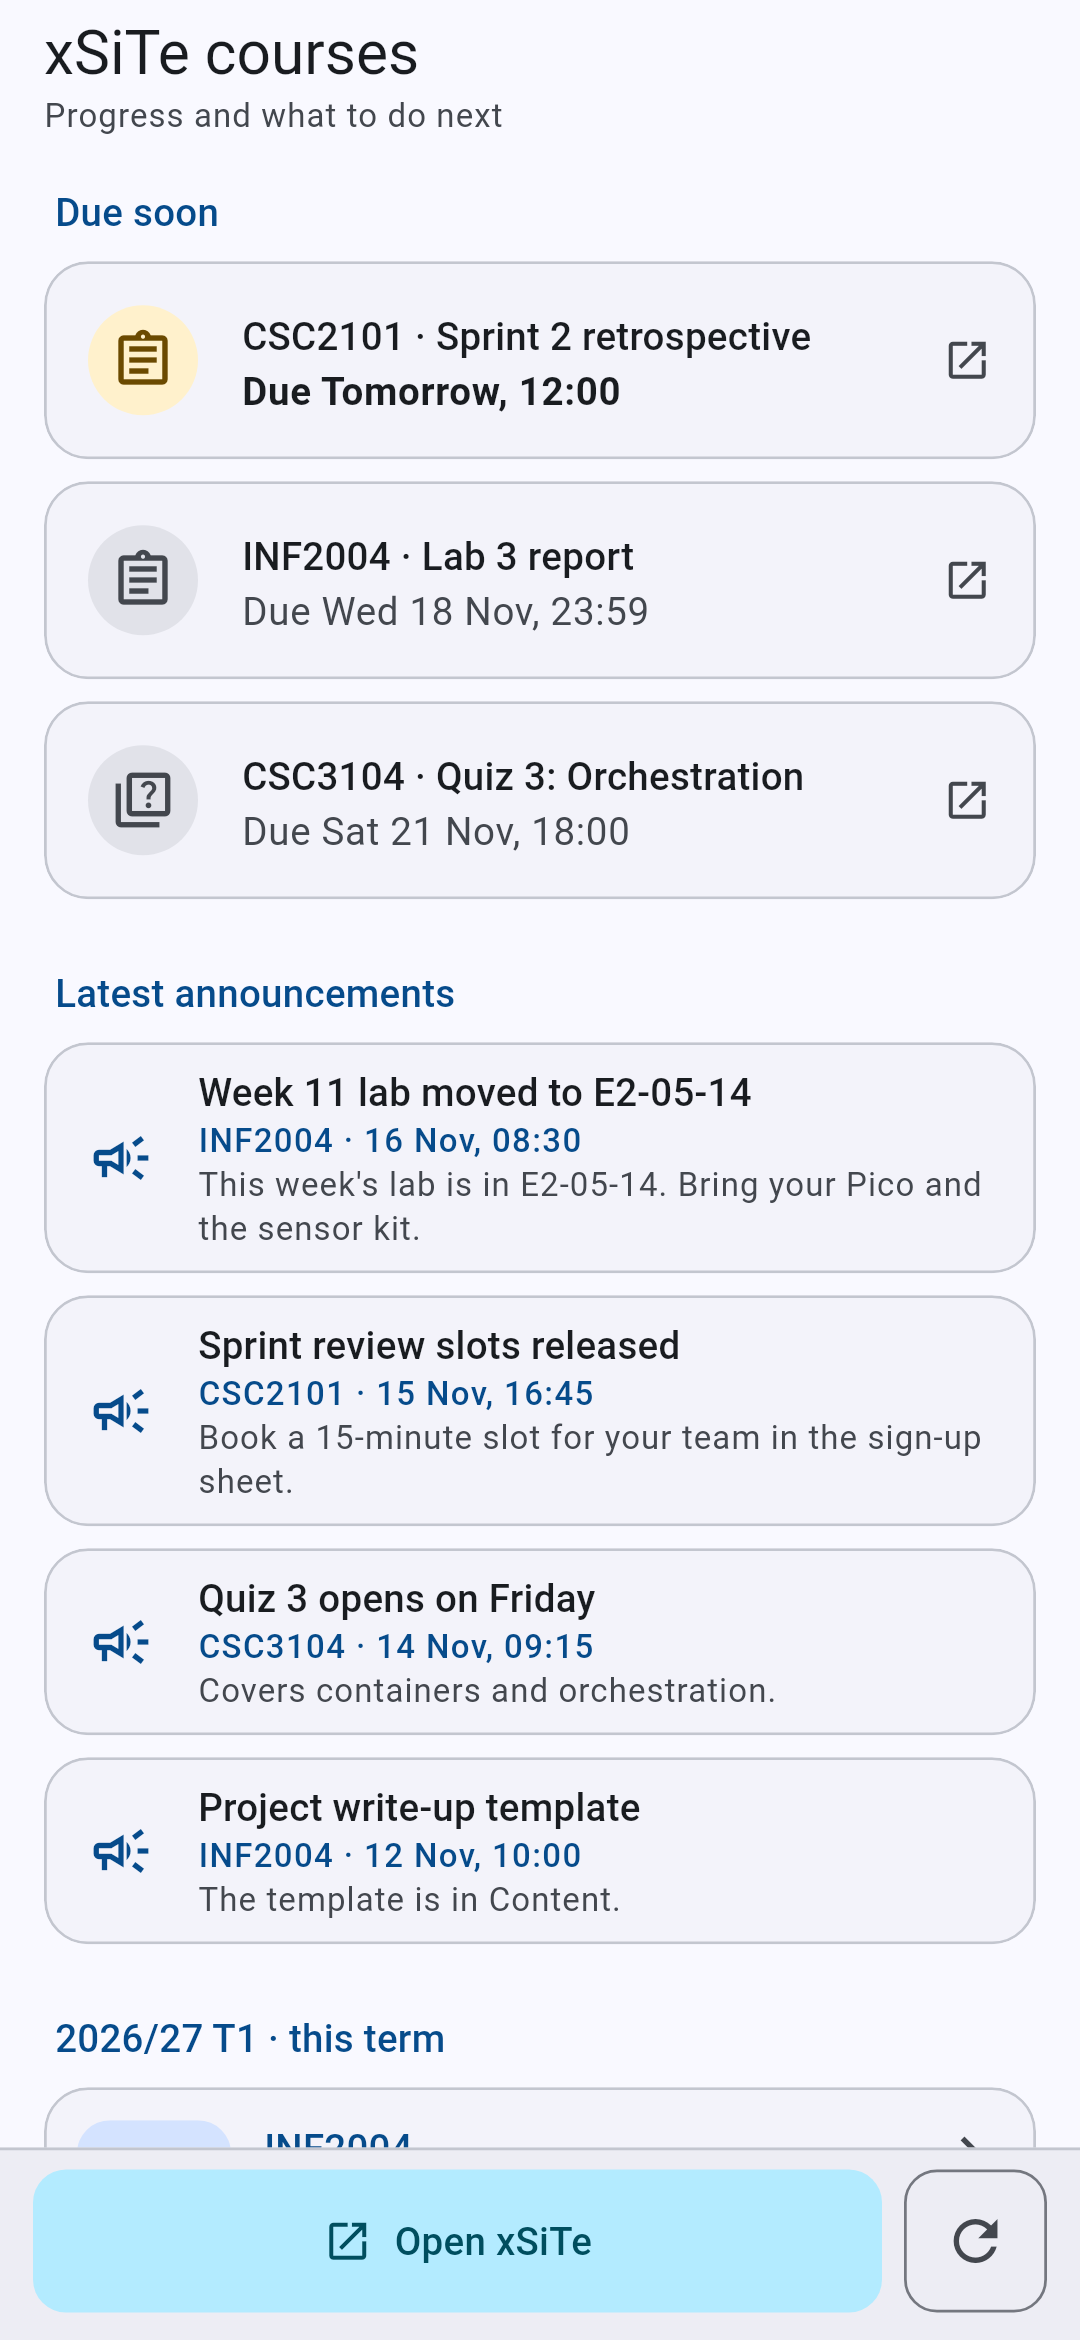 xSiTe courses
Progress and what to do next
Due soon
CSC2101 · Sprint 2 retrospective
Due Tomorrow, 12:00
INF2004 · Lab 3 report
Due Wed 18 Nov, 23:59
CSC3104 · Quiz 3: Orchestration
Due Sat 21 Nov, 18:00
Latest announcements
Week 11 lab moved to E2-05-14
INF2004 · 16 Nov, 08:30
This week's lab is in E2-05-14. Bring your Pico and
the sensor kit.
Sprint review slots released
CSC2101 · 15 Nov, 16:45
Book a 15-minute slot for your team in the sign-up
sheet.
Quiz 3 opens on Friday
CSC3104 · 14 Nov, 09:15
Covers containers and orchestration.
Project write-up template
INF2004 · 12 Nov, 10:00
The template is in Content.
2026/27 T1 · this term
INF2004
Open xSiTe